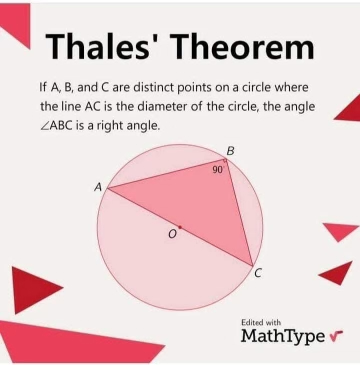 Thales' Theorem
If A, B, and C are distinct points on a circle where
the line AC is the diameter of the circle, the angle
∠ABC is a right angle.
B
90°
A
O
C
Edited with
MathType